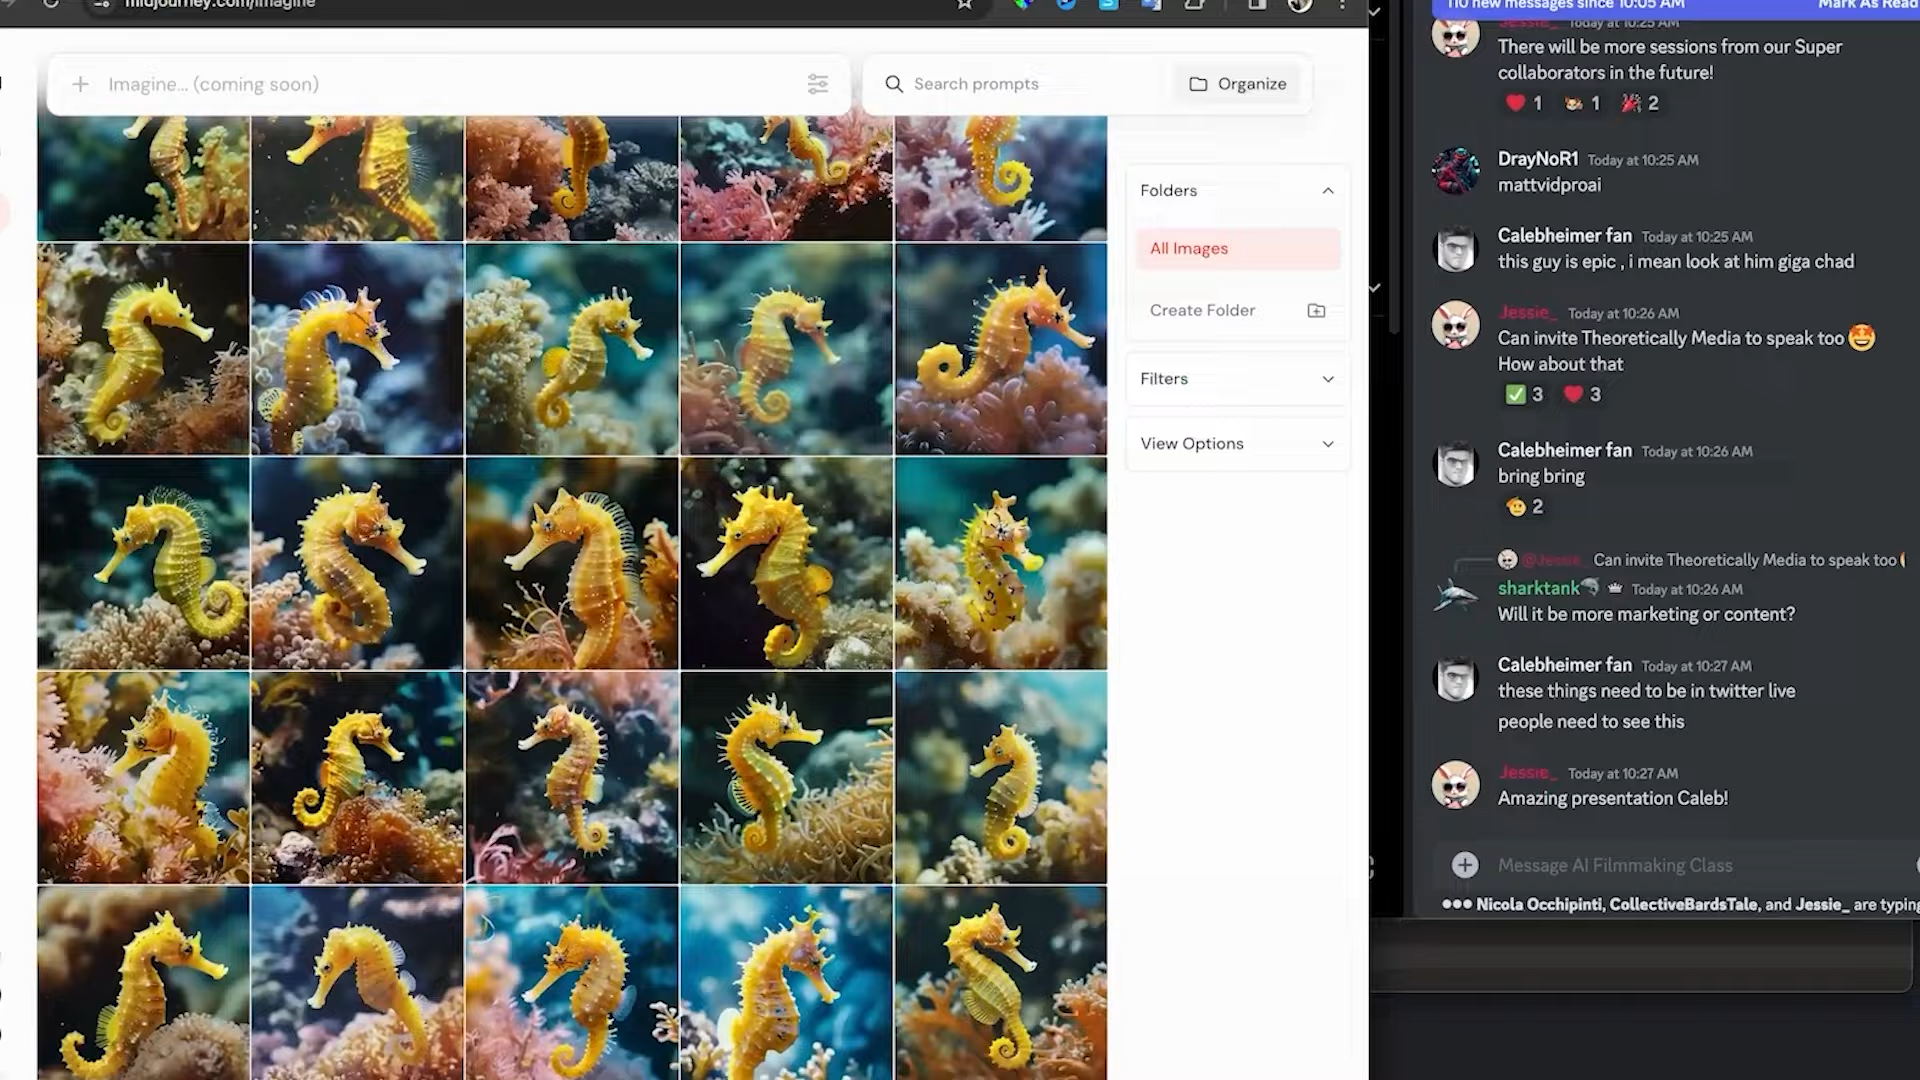 midjourney.com/imagine
Imagine... (coming soon)
Search prompts
Organize
Folders
All Images
Create Folder
Filters
View Options
110 new messages since 10:05 AM
Mark As Read
Jessie_ Today at 10:25 AM
There will be more sessions from our Super
collaborators in the future!
1
1
2
DrayNoR1 Today at 10:25 AM
mattvidproai
Calebheimer fan Today at 10:25 AM
this guy is epic , i mean look at him giga chad
Jessie_ Today at 10:26 AM
Can invite Theoretically Media to speak too
How about that
3
3
Calebheimer fan Today at 10:26 AM
bring bring
2
@Jessie_ Can invite Theoretically Media to speak too
sharktank Today at 10:26 AM
Will it be more marketing or content?
Calebheimer fan Today at 10:27 AM
these things need to be in twitter live
people need to see this
Jessie_ Today at 10:27 AM
Amazing presentation Caleb!
Message AI Filmmaking Class
Nicola Occhipinti, CollectiveBardsTale, and Jessie_ are typing